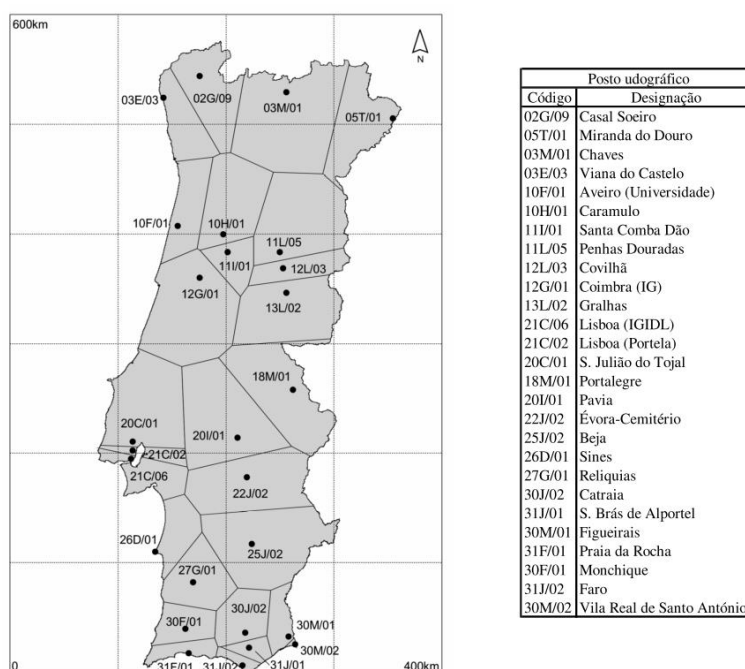 600km
N
02G/09
03E/03
03M/01
05T/01
10F/01
10H/01
11L/05
11I/01
12L/03
12G/01
13L/02
18M/01
20C/01
20I/01
21C/02
21C/06
22J/02
26D/01
25J/02
27G/01
30F/01
30J/02
30M/01
30M/02
31F/01
31J/02
31J/01
0
400km
Posto udográfico
Código Designação
02G/09 Casal Soeiro
05T/01 Miranda do Douro
03M/01 Chaves
03E/03 Viana do Castelo
10F/01 Aveiro (Universidade)
10H/01 Caramulo
11I/01 Santa Comba Dão
11L/05 Penhas Douradas
12L/03 Covilhã
12G/01 Coimbra (IG)
13L/02 Gralhas
21C/06 Lisboa (IGIDL)
21C/02 Lisboa (Portela)
20C/01 S. Julião do Tojal
18M/01 Portalegre
20I/01 Pavia
22J/02 Évora-Cemitério
25J/02 Beja
26D/01 Sines
27G/01 Reliquias
30J/02 Catraia
31J/01 S. Brás de Alportel
30M/01 Figueirais
31F/01 Praia da Rocha
30F/01 Monchique
31J/02 Faro
30M/02 Vila Real de Santo António